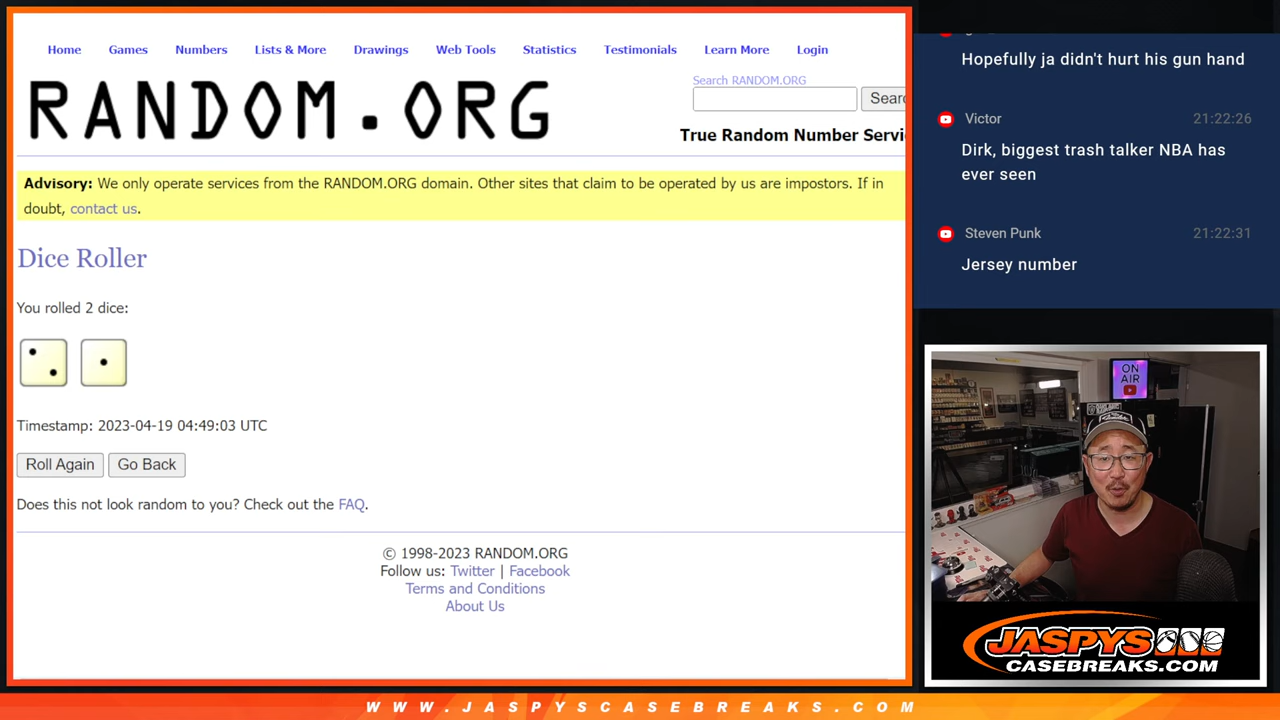 Home Games Numbers Lists & More Drawings Web Tools Statistics Testimonials Learn More Login
RANDOM.ORG
Search RANDOM.ORG
True Random Number Servi
Advisory: We only operate services from the RANDOM.ORG domain. Other sites that claim to be operated by us are impostors. If in
doubt, contact us.
Dice Roller
You rolled 2 dice:
Timestamp: 2023-04-19 04:49:03 UTC
Roll Again Go Back
Does this not look random to you? Check out the FAQ.
© 1998-2023 RANDOM.ORG
Follow us: Twitter | Facebook
Terms and Conditions
About Us
Hopefully ja didn't hurt his gun hand
Victor 21:22:26
Dirk, biggest trash talker NBA has
ever seen
Steven Punk 21:22:31
Jersey number
ON
AIR
JASPYS
CASEBREAKS.COM
WWW.JASPYSCASEBREAKS.COM